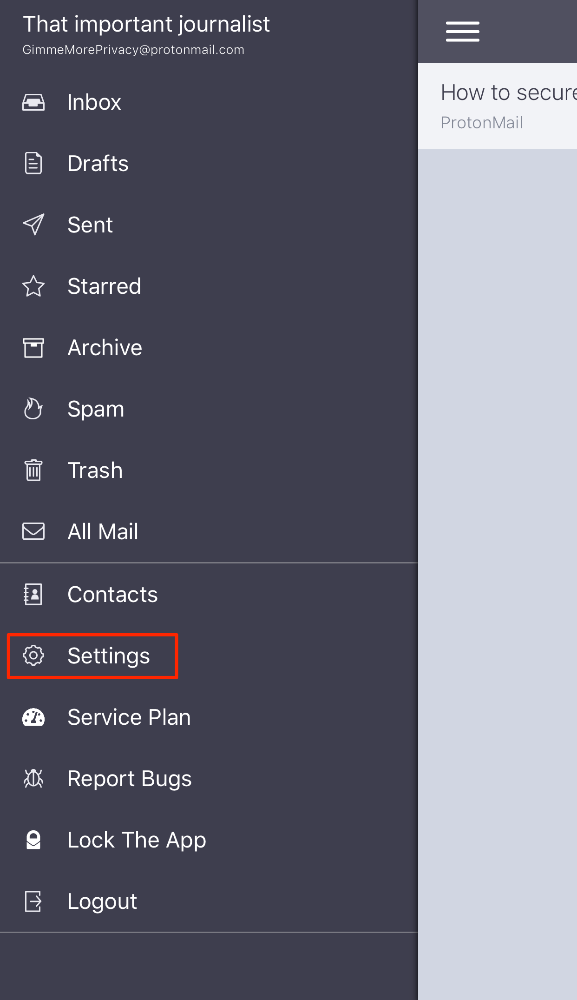 That important journalist
GimmeMorePrivacy@protonmail.com
Inbox
Drafts
Sent
Starred
Archive
Spam
Trash
All Mail
Contacts
Settings
Service Plan
Report Bugs
Lock The App
Logout
How to secure
ProtonMail